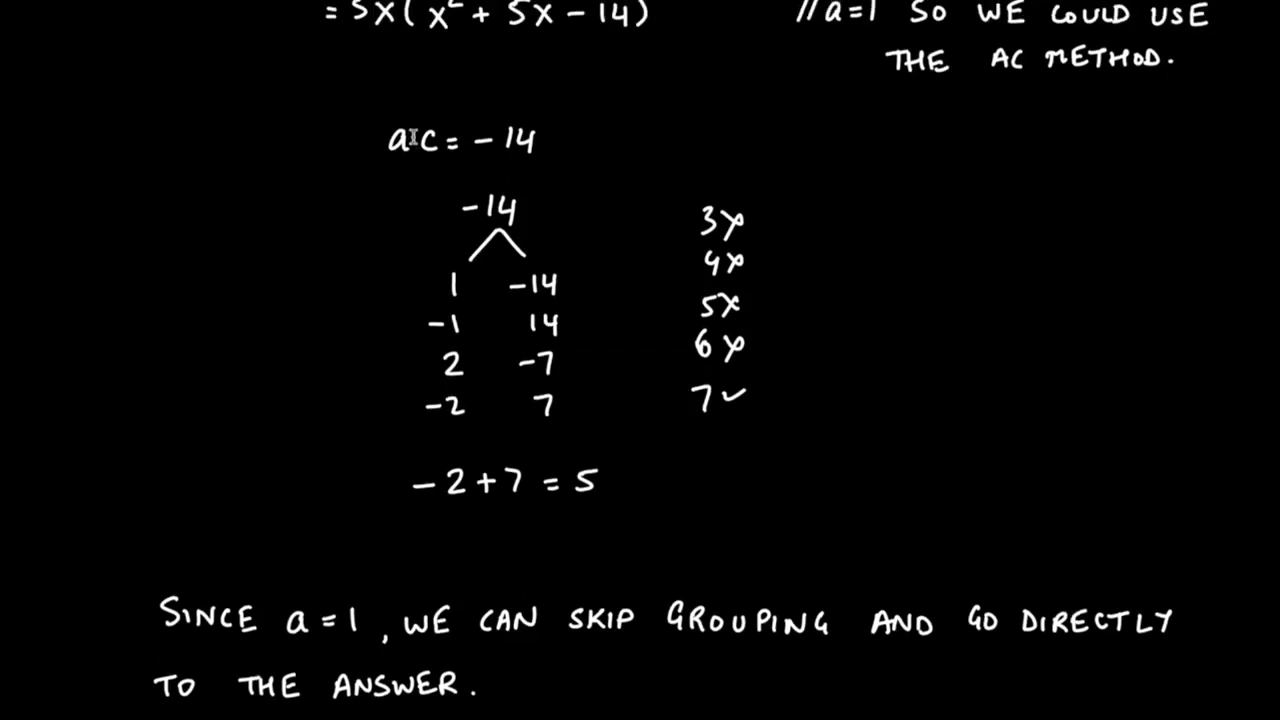 = 5x(x² + 5x - 14) // a=1 SO WE COULD USE
THE AC METHOD.
a·c = -14
-14
1 -14
-1 14
2 -7
-2 7
3x
4x
5x
6x
7✓
-2+7=5
SINCE a=1, WE CAN SKIP GROUPING AND GO DIRECTLY
TO THE ANSWER.